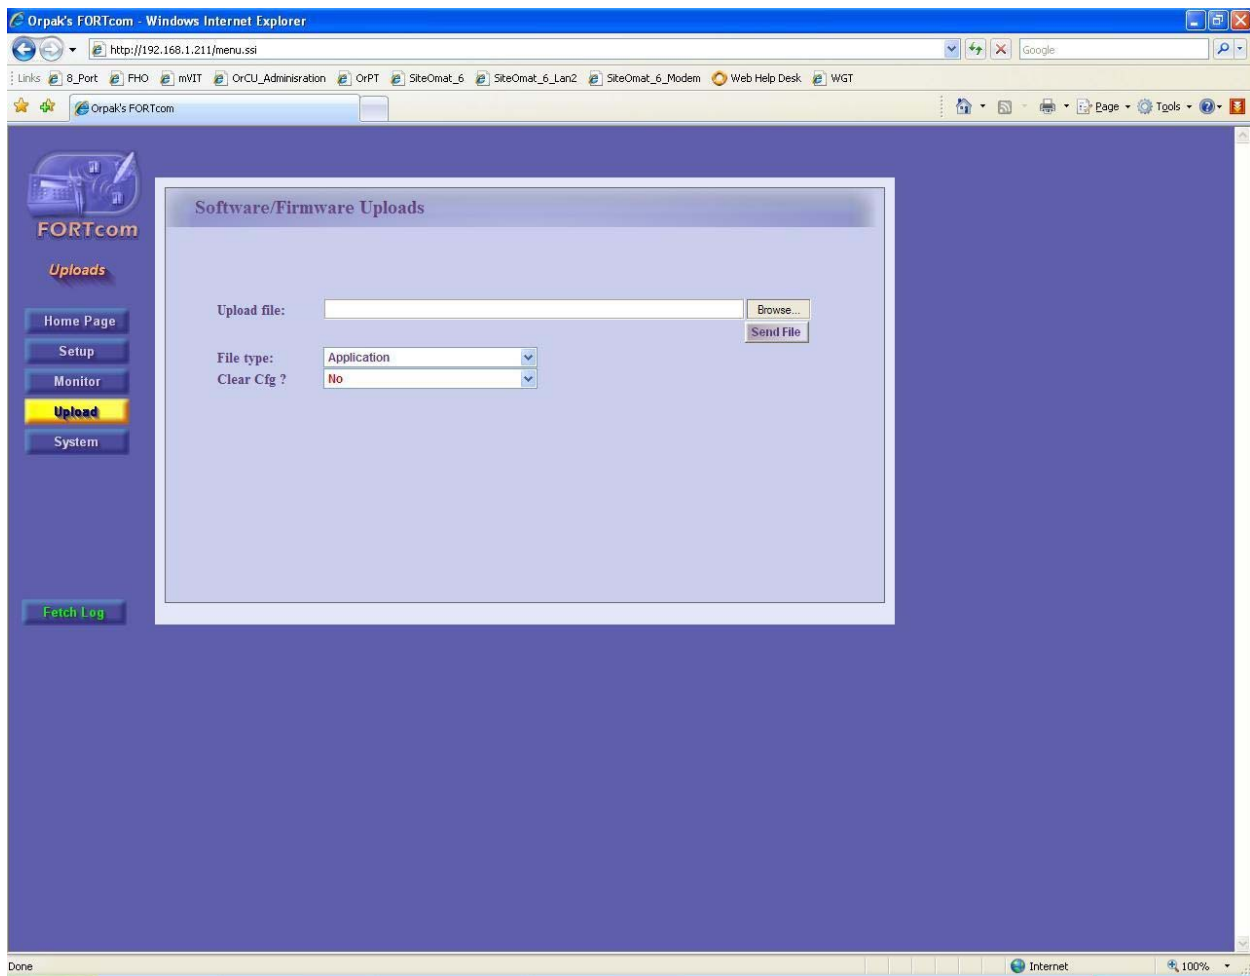 Orpak's FORTcom - Windows Internet Explorer
http://192.168.1.211/menu.ssi
Google
Links 8_Port FHO mVIT OrCU_Adminisration OrPT SiteOmat_6 SiteOmat_6_Lan2 SiteOmat_6_Modem Web Help Desk WGT
Orpak's FORTcom
Page Tools
FORTcom
Uploads
Home Page
Setup
Monitor
Upload
System
Fetch Log
Software/Firmware Uploads
Upload file: Browse...
Send File
File type: Application
Clear Cfg ? No
Done Internet 100%